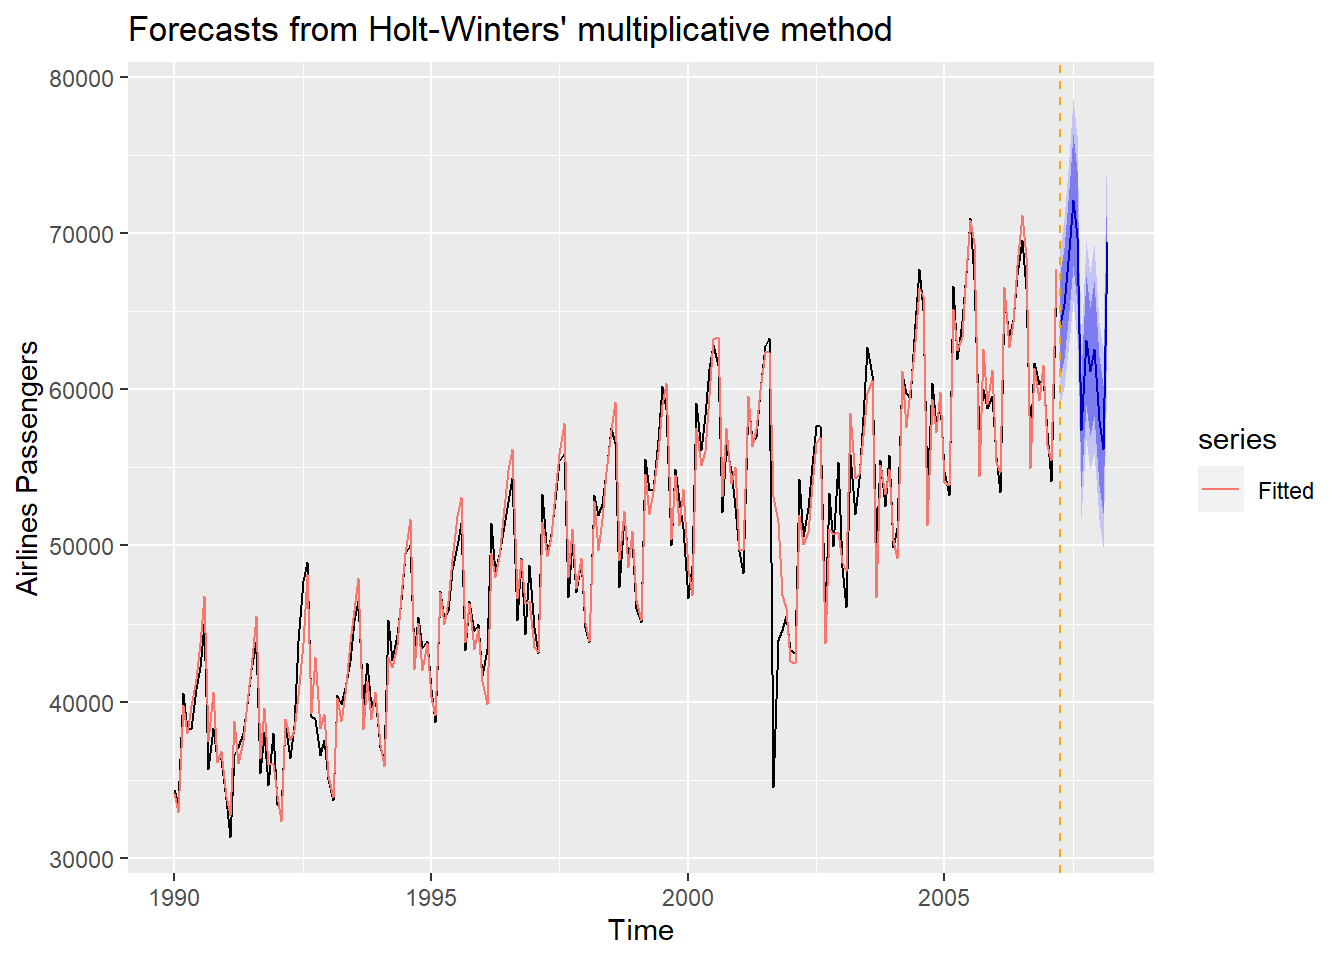 Forecasts from Holt-Winters' multiplicative method
80000
70000
60000
50000
40000
30000
Airlines Passengers
1990
1995
2000
2005
Time
series
Fitted